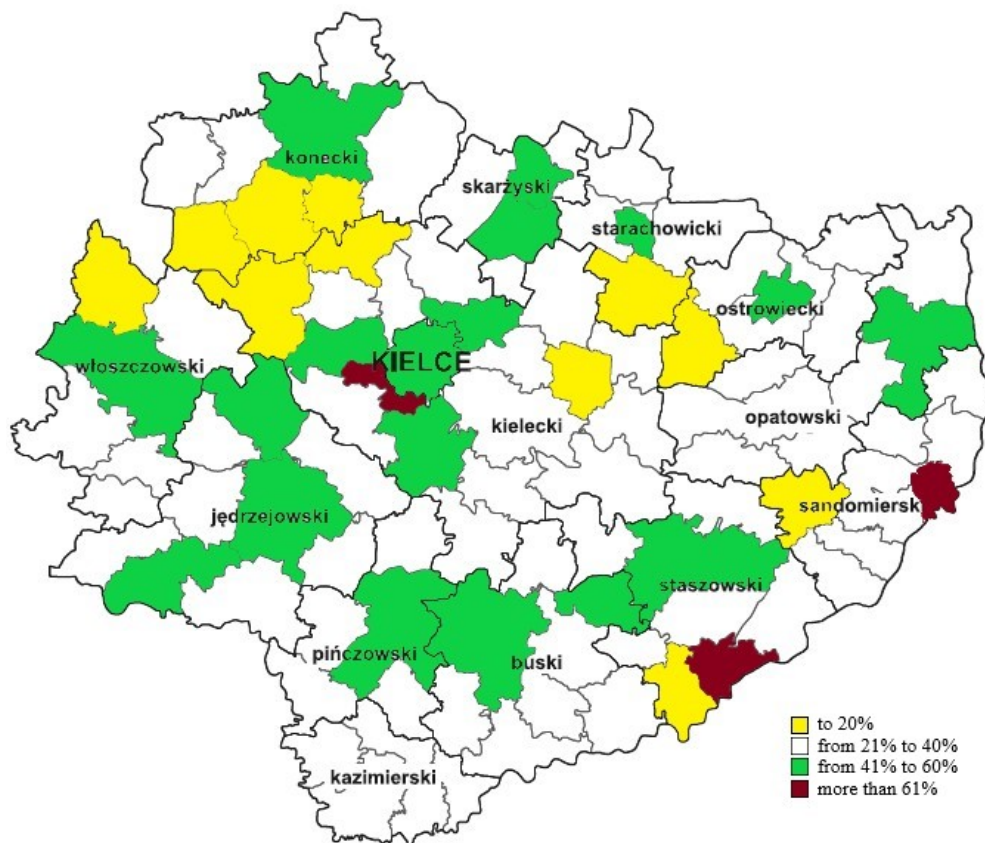 konecki
skarżyski
starachowicki
ostrowiecki
KIELCE
włoszczowski
opatowski
kielecki
sandomiersk
jędrzejowski
staszowski
pińczowski
buski
kazimierski
to 20%
from 21% to 40%
from 41% to 60%
more than 61%